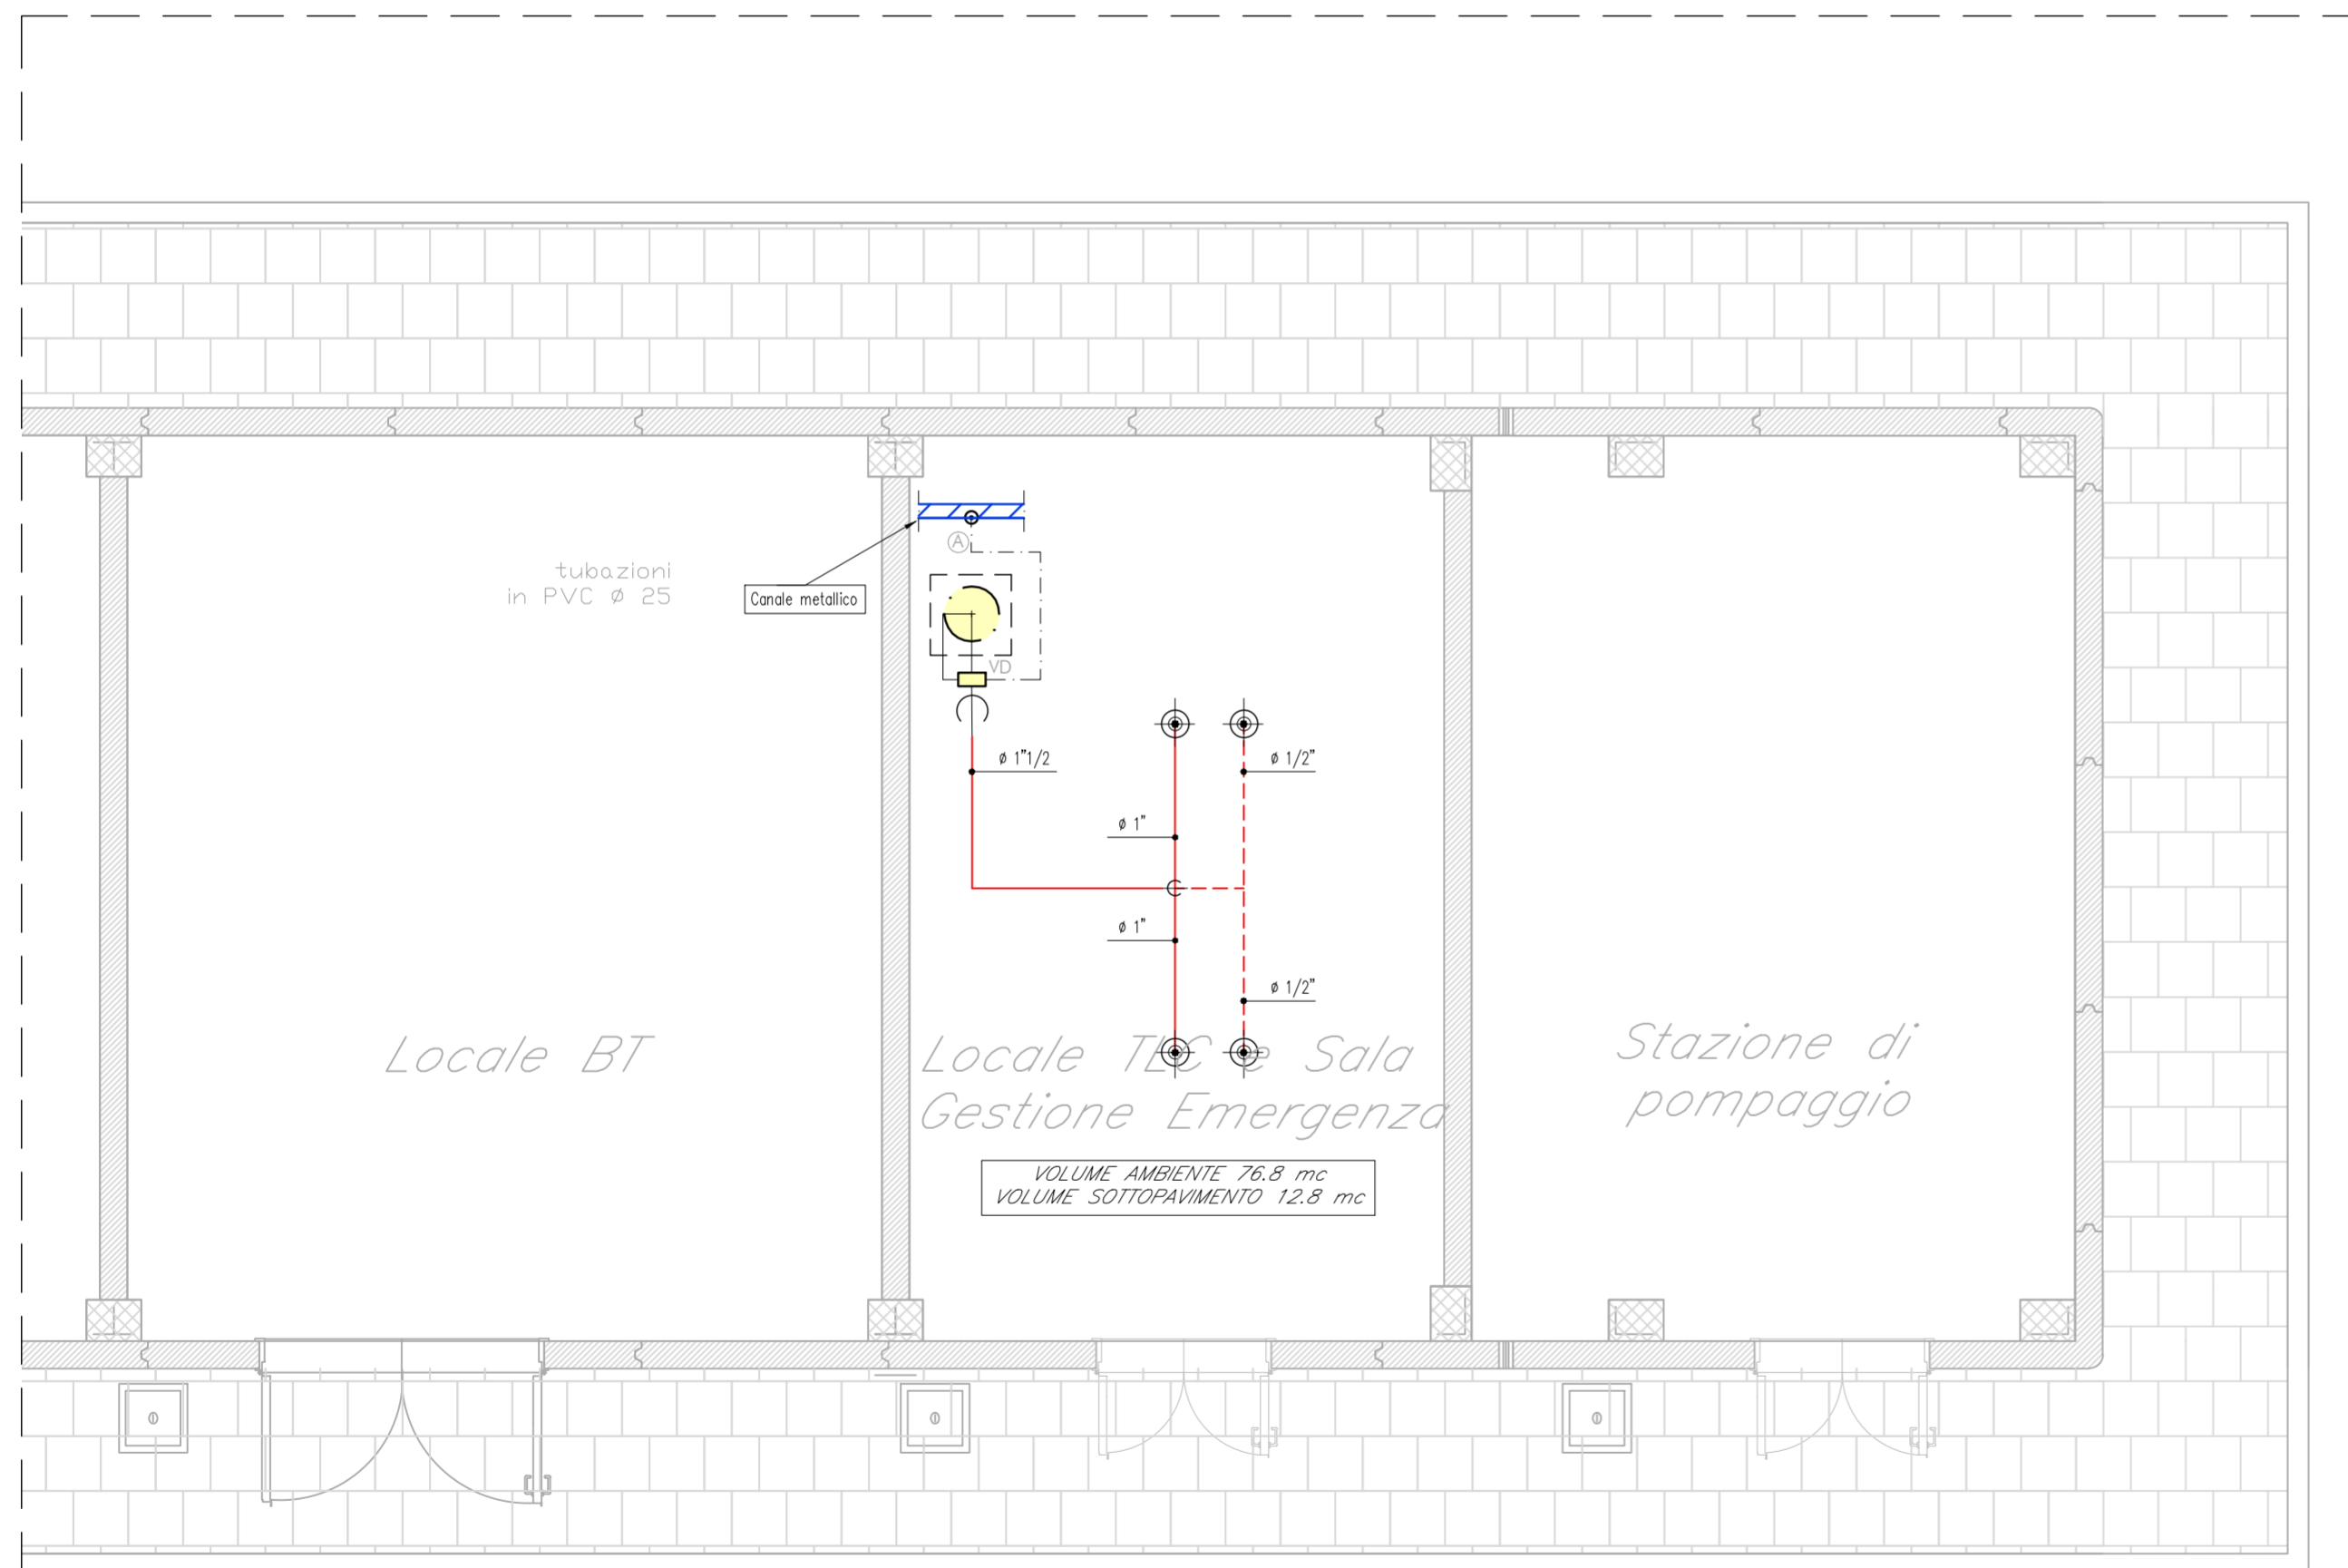 A
tubazioni
in PVC ø 25
Canale metallico
VD
ø 1"1/2
ø 1/2"
ø 1"
ø 1"
ø 1/2"
Locale BT
Locale TLC e Sala
Gestione Emergenza
Stazione di
pompaggio
VOLUME AMBIENTE 76.8 mc
VOLUME SOTTOPAVIMENTO 12.8 mc